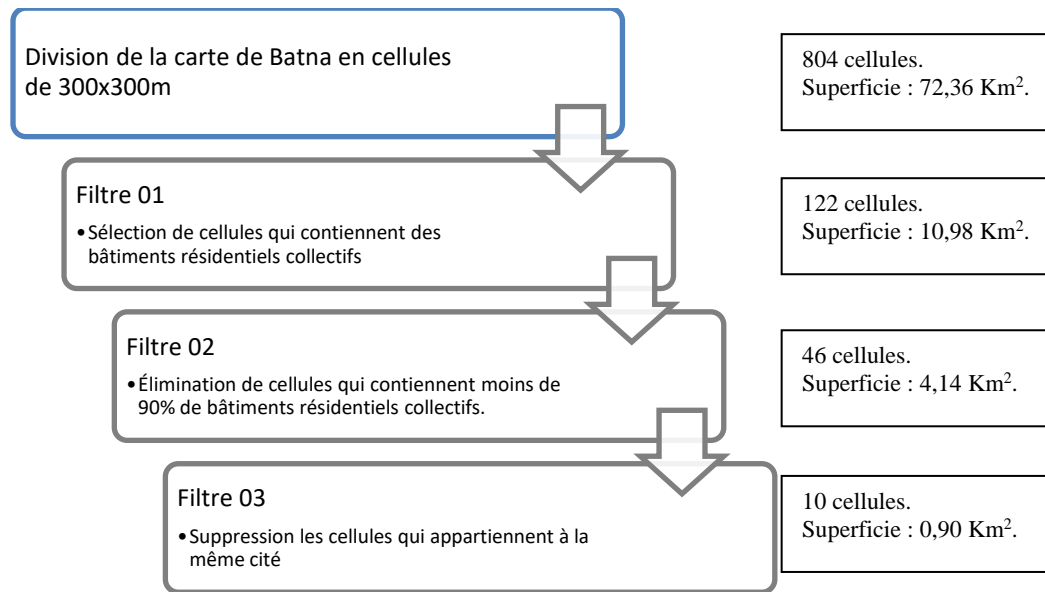 Division de la carte de Batna en cellules
de 300x300m
804 cellules.
Superficie : 72,36 Km².
Filtre 01
•Sélection de cellules qui contiennent des
bâtiments résidentiels collectifs
122 cellules.
Superficie : 10,98 Km².
Filtre 02
•Élimination de cellules qui contiennent moins de
90% de bâtiments résidentiels collectifs.
46 cellules.
Superficie : 4,14 Km².
Filtre 03
•Suppression les cellules qui appartiennent à la
même cité
10 cellules.
Superficie : 0,90 Km².